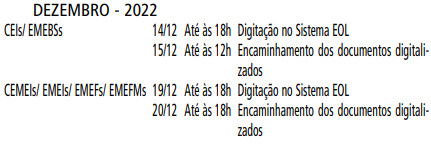 DEZEMBRO - 2022
CEIs/ EMEBSs 14/12 Até às 18h Digitação no Sistema EOL
15/12 Até às 12h Encaminhamento dos documentos digitali-
zados
CEMEIs/ EMEIs/ EMEFs/ EMEFMs 19/12 Até às 18h Digitação no Sistema EOL
20/12 Até às 18h Encaminhamento dos documentos digitali-
zados